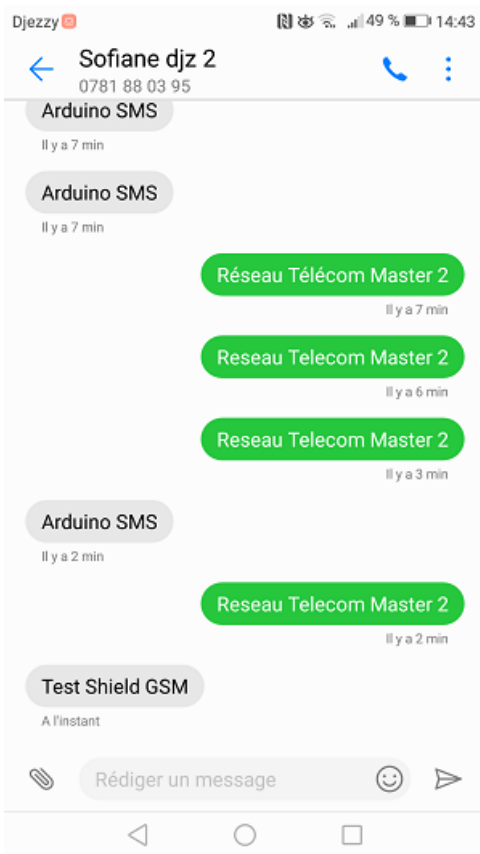 Djezzy 49 % 14:43
Sofiane djz 2
0781 88 03 95
Arduino SMS
Il y a 7 min
Arduino SMS
Il y a 7 min
Réseau Télécom Master 2
Il y a 7 min
Reseau Telecom Master 2
Il y a 6 min
Reseau Telecom Master 2
Il y a 3 min
Arduino SMS
Il y a 2 min
Reseau Telecom Master 2
Il y a 2 min
Test Shield GSM
A l'instant
Rédiger un message